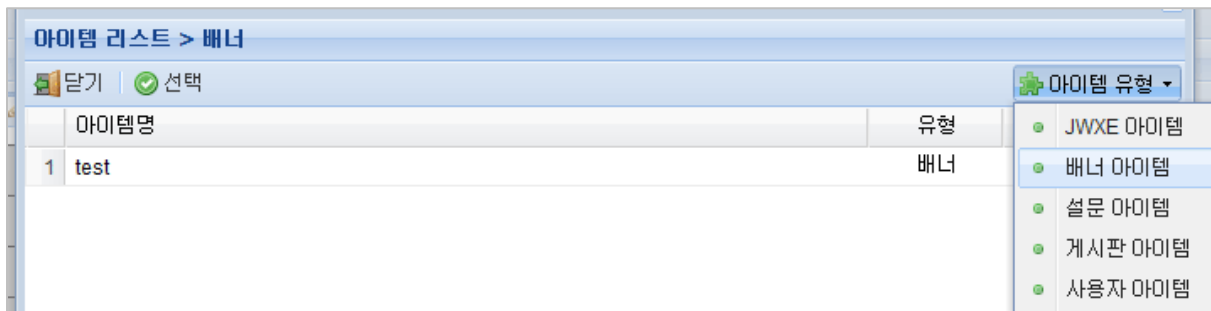 아이템 리스트 > 배너
닫기 선택 아이템 유형
아이템명 유형
1 test 배너
JWXE 아이템
배너 아이템
설문 아이템
게시판 아이템
사용자 아이템